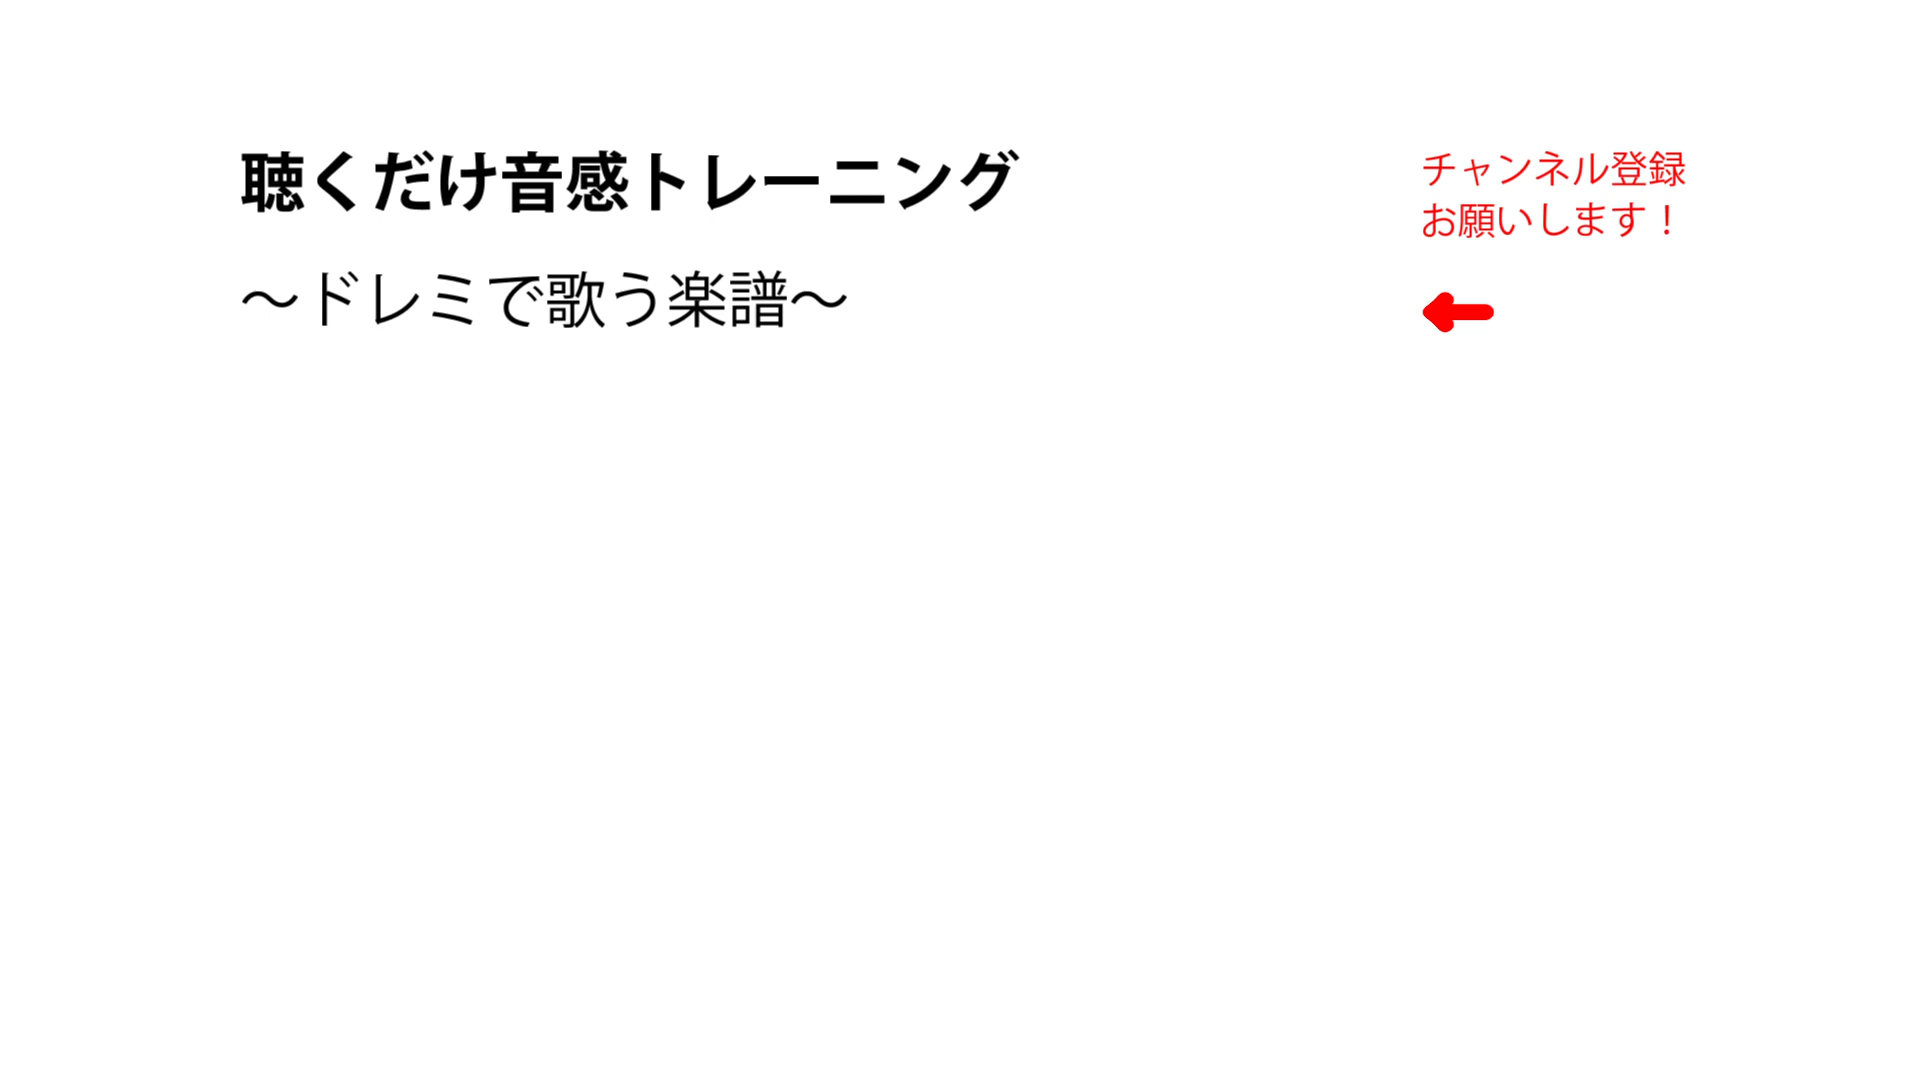 聴くだけ音感トレーニング
～ドレミで歌う楽譜～
チャンネル登録
お願いします！